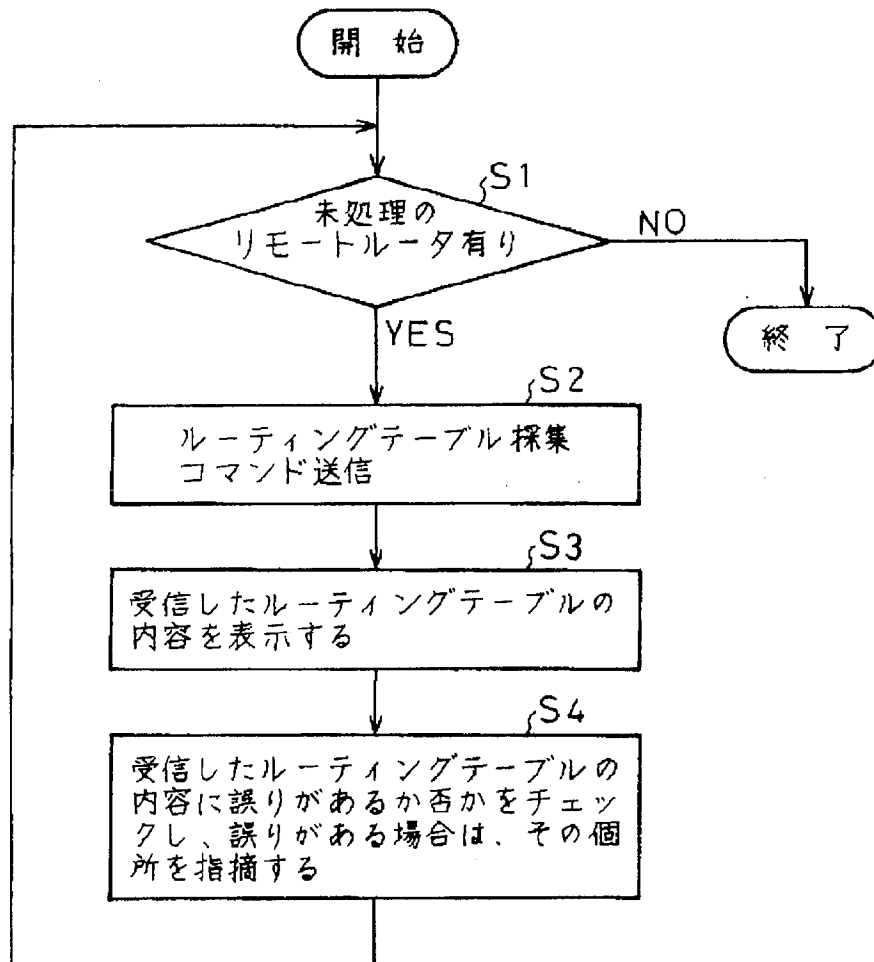 開 始
S1
未処理の
リモートルータ有り
NO
YES
終 了
S2
ルーティングテーブル採集
コマンド送信
S3
受信したルーティングテーブルの
内容を表示する
S4
受信したルーティングテーブルの
内容に誤りがあるか否かをチェッ
クし、誤りがある場合は、その個
所を指摘する